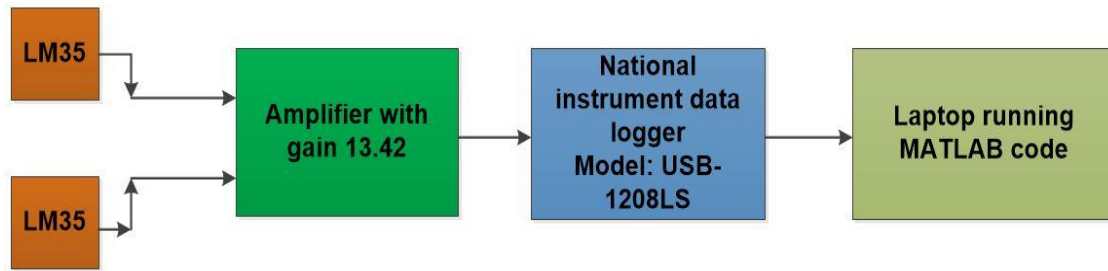 LM35
LM35
Amplifier with
gain 13.42
National
instrument data
logger
Model: USB-
1208LS
Laptop running
MATLAB code